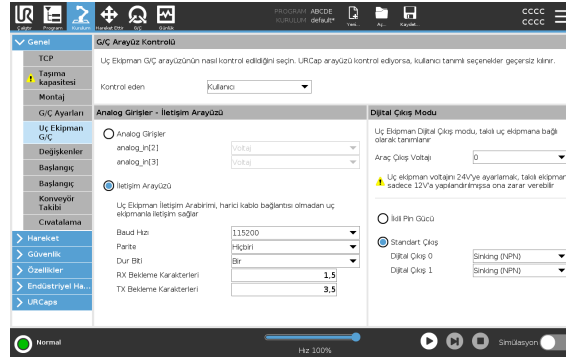 PROGRAM ABCDE
KURULUM default*
Çalıştır
Program
Kurulum
Hareket Ettir
G/Ç
Günlük
Yeni...
Aç...
Kaydet...
CCCC
CCCC
Genel
TCP
Taşıma
kapasitesi
Montaj
G/Ç Ayarları
Uç Ekipman
G/Ç
Değişkenler
Başlangıç
Başlangıç
Konveyör
Takibi
Cıvatalama
Hareket
Güvenlik
Özellikler
Endüstriyel Ha...
URCaps
G/Ç Arayüz Kontrolü
Uç Ekipman G/Ç arayüzünün nasıl kontrol edildiğini seçin. URCap arayüzü kontrol ediyorsa, kullanıcı tanımlı seçenekler geçersiz kılınır.
Kontrol eden
Kullanıcı
Analog Girişler - İletişim Arayüzü
Analog Girişler
analog_in[2]
Voltaj
analog_in[3]
Voltaj
İletişim Arayüzü
Uç Ekipman İletişim Arabirimi, harici kablo bağlantısı olmadan uç
ekipmanla iletişim sağlar
Baud Hızı
115200
Parite
Hiçbiri
Dur Biti
Bir
RX Bekleme Karakterleri
1,5
TX Bekleme Karakterleri
3,5
Dijital Çıkış Modu
Uç Ekipman Dijital Çıkış modu, takılı uç ekipmana bağlı
olarak tanımlanır
Araç Çıkış Voltajı
0
Uç ekipman voltajını 24V'ye ayarlamak, takılı ekipman
sadece 12V'a yapılandırılmışsa ona zarar verebilir
İkili Pin Gücü
Standart Çıkış
Dijital Çıkış 0
Sinking (NPN)
Dijital Çıkış 1
Sinking (NPN)
Normal
Hız 100%
Simülasyon